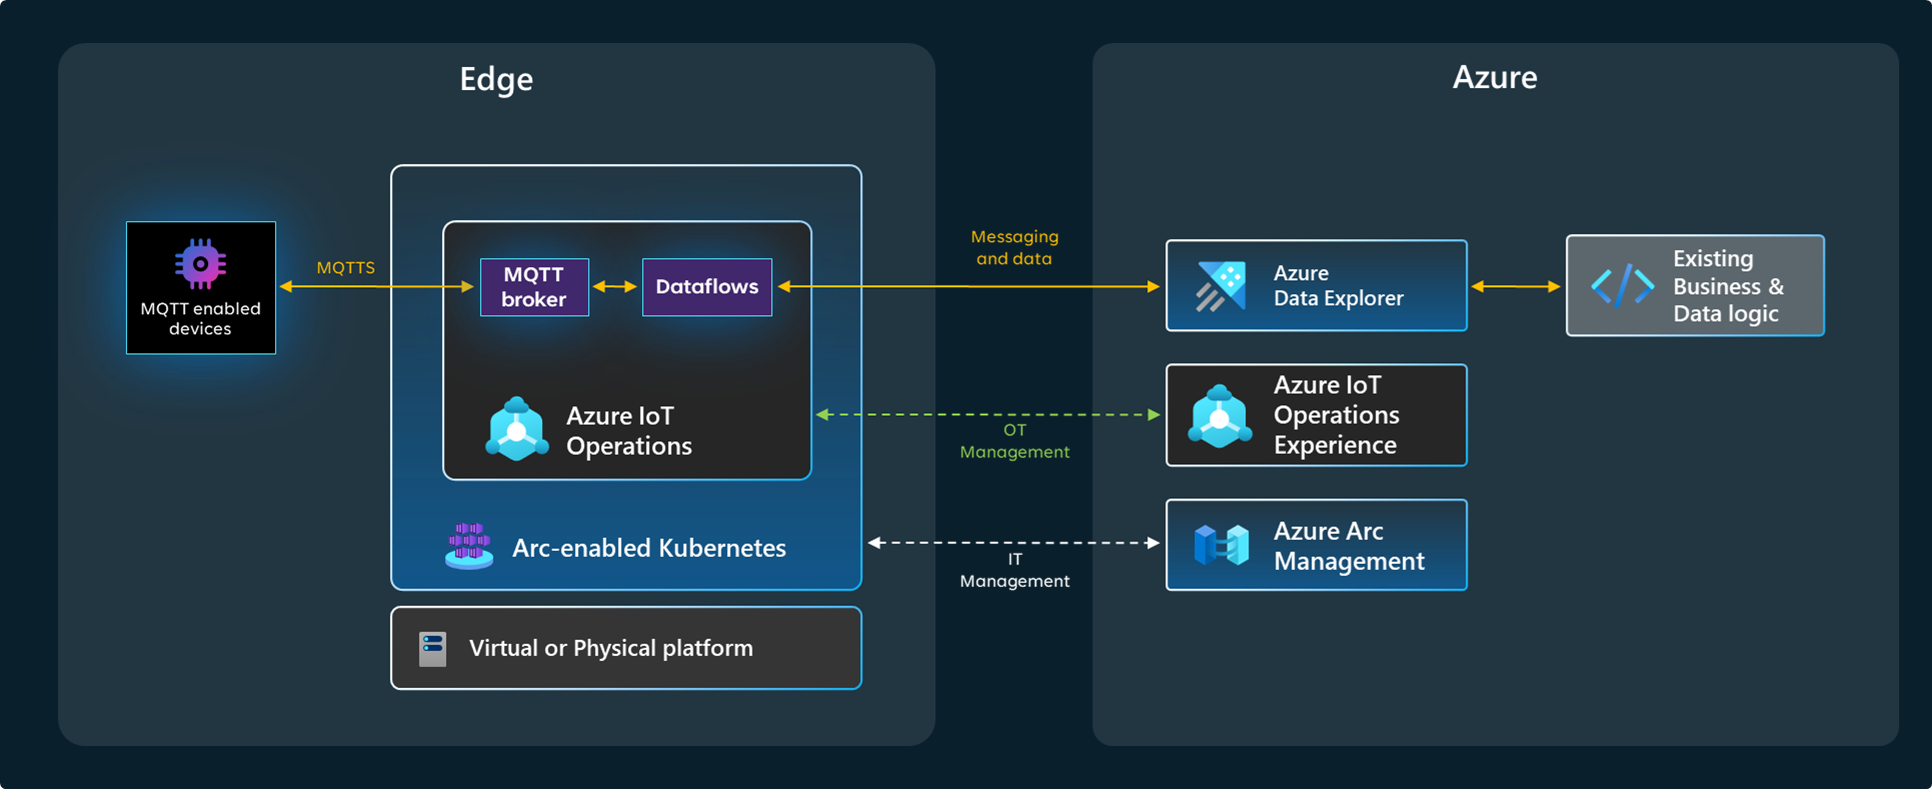 Edge
Azure
MQTT enabled
devices
MQTTS
MQTT
broker
Dataflows
Azure IoT
Operations
Arc-enabled Kubernetes
Virtual or Physical platform
Messaging
and data
OT
Management
IT
Management
Azure
Data Explorer
Existing
Business &
Data logic
Azure IoT
Operations
Experience
Azure Arc
Management